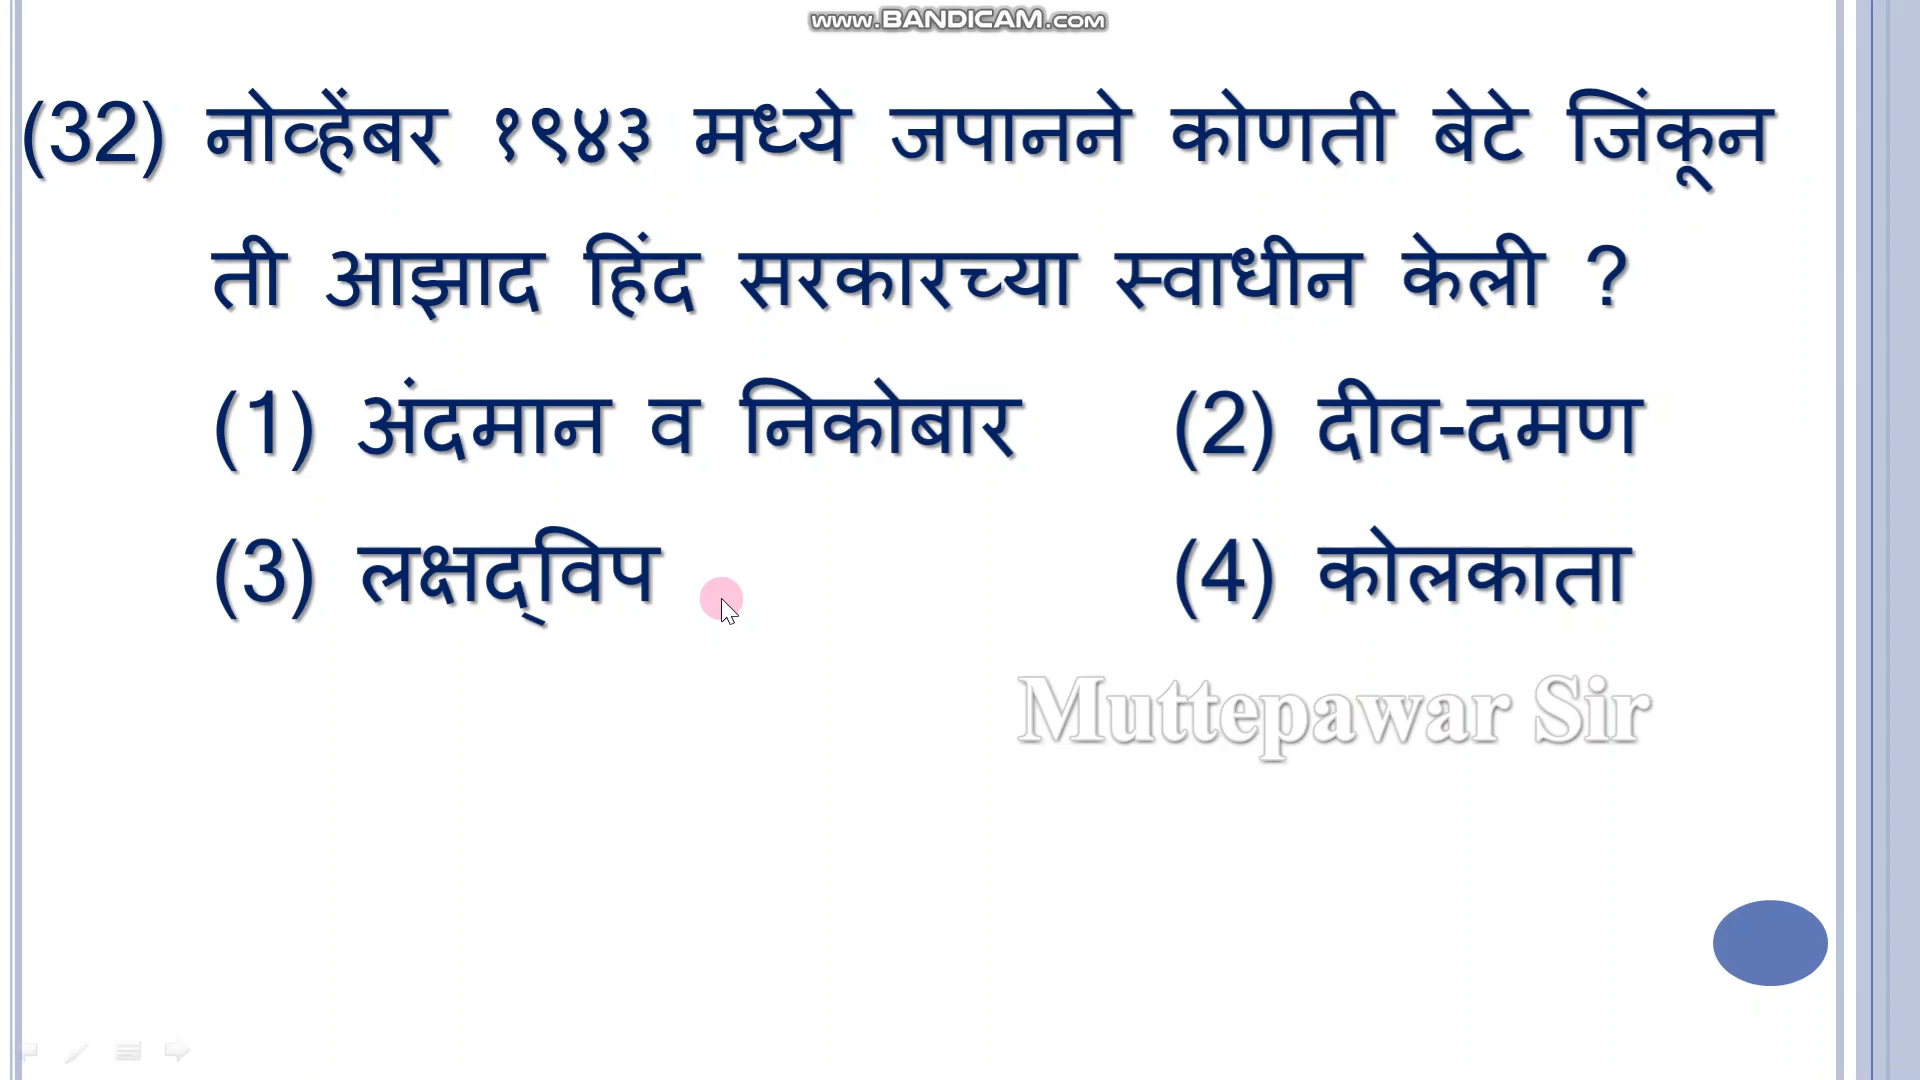 www.BANDICAM.com
(32) नोव्हेंबर १९४३ मध्ये जपानने कोणती बेटे जिंकून
ती आझाद हिंद सरकारच्या स्वाधीन केली ?
(1) अंदमान व निकोबार (2) दीव-दमण
(3) लक्षद्‌विप (4) कोलकाता
Muttepawar Sir